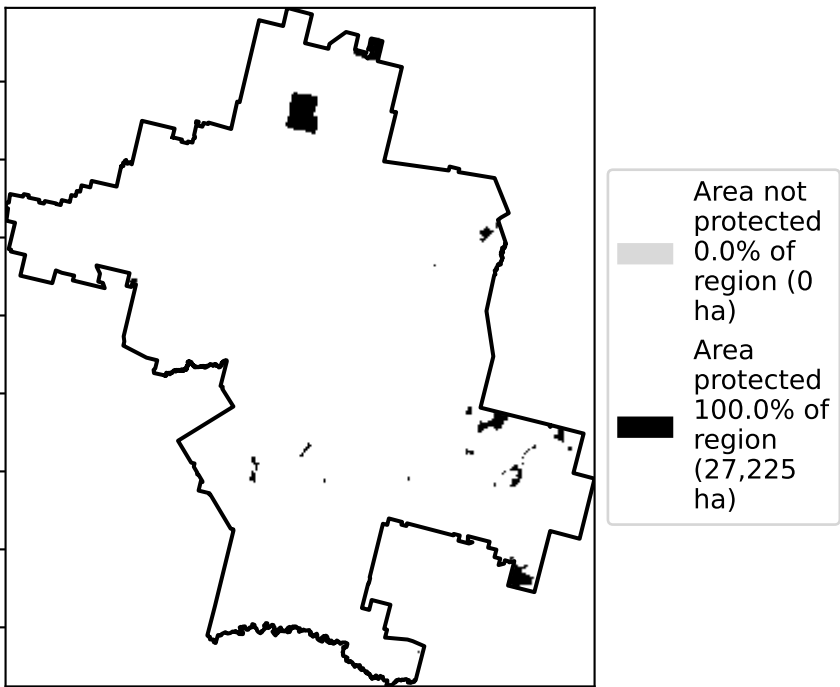 Area not
protected
0.0% of
region (0
ha)
Area
protected
100.0% of
region
(27,225
ha)